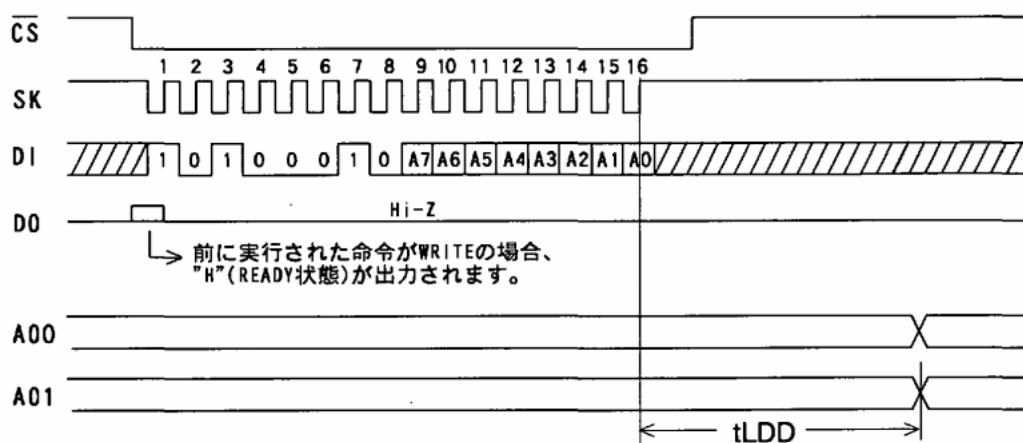 CS
1 2 3 4 5 6 7 8 9 10 11 12 13 14 15 16
SK
DI 1 0 1 0 0 0 1 0 A7 A6 A5 A4 A3 A2 A1 A0
DO Hi-Z
前に実行された命令がWRITEの場合、
"H"(READY状態)が出力されます。
AO0
AO1
tLDD